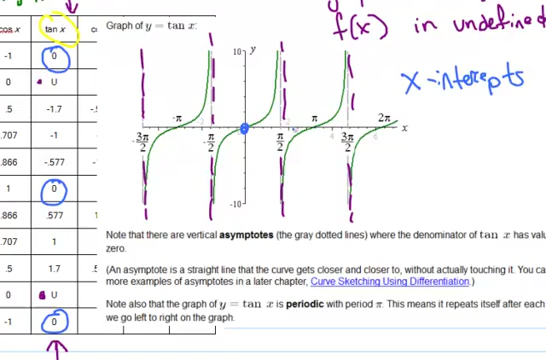 f(x) in undefined
x-intercepts
cos x tan x
-1 0
0 U
.5 -1.7
.707 -1
.866 -.577
1 0
.866 .577
.707 1
.5 1.7
0 U
-1 0
Graph of y = tan x:
10 y
-π π 2π x
-3π/2 -π/2 π/2 3π/2
-10
Note that there are vertical asymptotes (the gray dotted lines) where the denominator of tan x has valu
zero.
(An asymptote is a straight line that the curve gets closer and closer to, without actually touching it. You ca
more examples of asymptotes in a later chapter, Curve Sketching Using Differentiation.)
Note also that the graph of y = tan x is periodic with period π. This means it repeats itself after each
we go left to right on the graph.